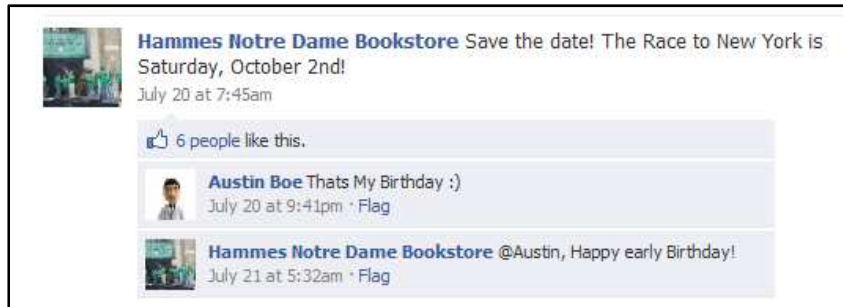 Hammes Notre Dame Bookstore Save the date! The Race to New York is
Saturday, October 2nd!
July 20 at 7:45am
6 people like this.
Austin Boe Thats My Birthday :)
July 20 at 9:41pm · Flag
Hammes Notre Dame Bookstore @Austin, Happy early Birthday!
July 21 at 5:32am · Flag